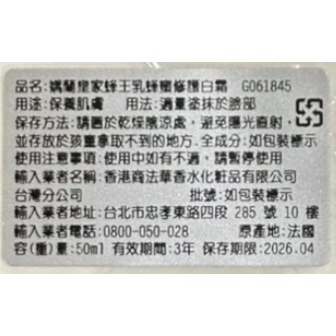 品名:嬌蘭皇家蜂王乳蜂蜜修護白霜 G061845
用途:保養肌膚 用法:適量塗抹於臉部
保存方法:請置於乾燥陰涼處，避免陽光直射，
並存放於孩童拿取不到的地方.全成分:如包裝標示
使用注意事項:使用中如有不適，請暫停使用
輸入業者名稱:香港商法華香水化粧品有限公司
台灣分公司 批號:如包裝標示
輸入業者地址:台北市忠孝東路四段 285 號 10 樓
輸入業者電話:0800-050-028 原產地:法國
容(重)量:50ml 有效期間:3年 保存期限:2026.04